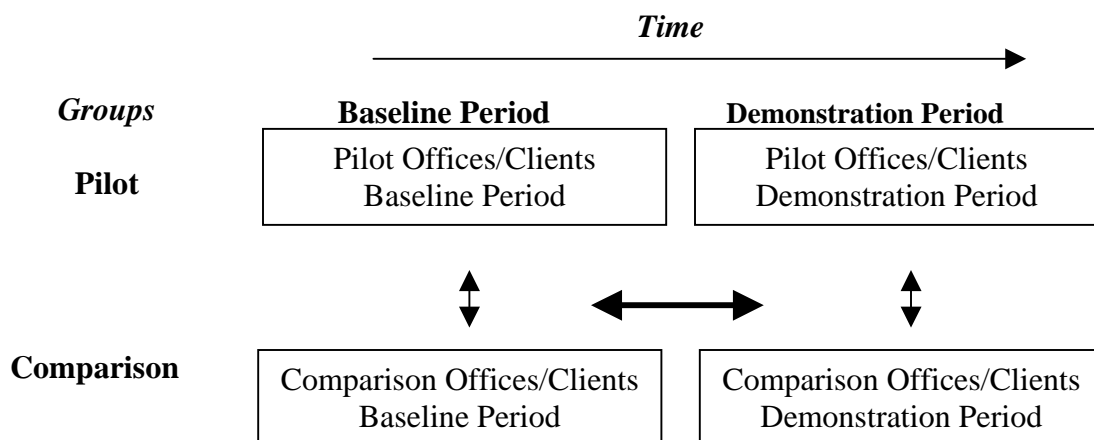 Time
Groups
Baseline Period
Demonstration Period
Pilot
Pilot Offices/Clients
Baseline Period
Pilot Offices/Clients
Demonstration Period
Comparison
Comparison Offices/Clients
Baseline Period
Comparison Offices/Clients
Demonstration Period